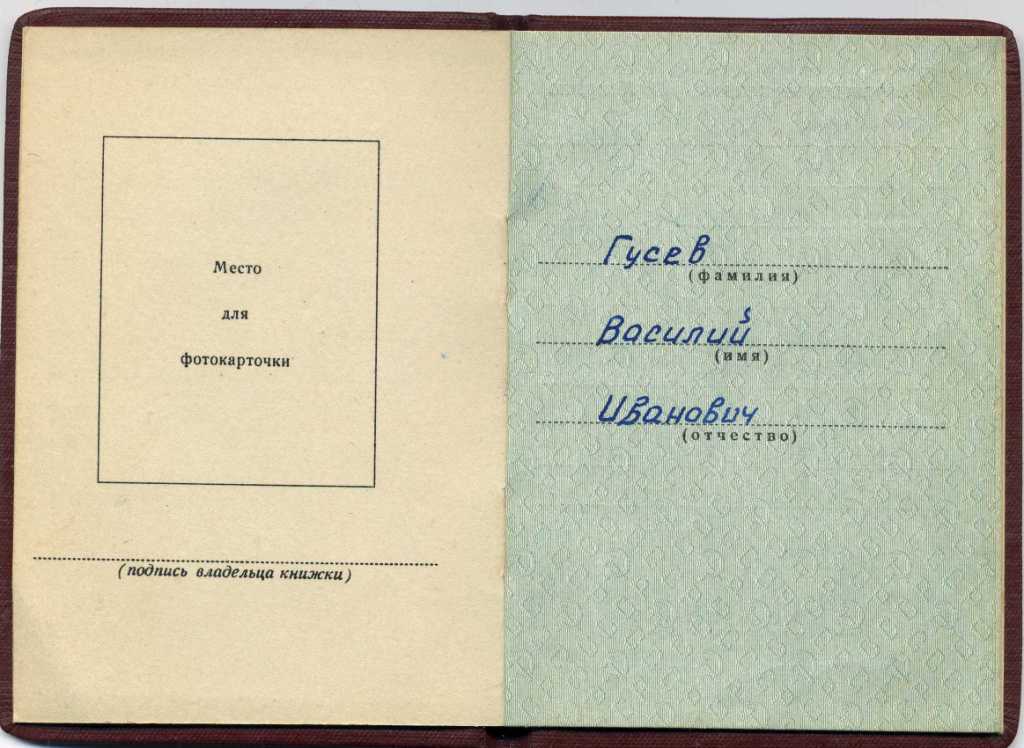 Место
для
фотокарточки
(подпись владельца книжки)
Гусев
(фамилия)
Василий
(имя)
Иванович
(отчество)